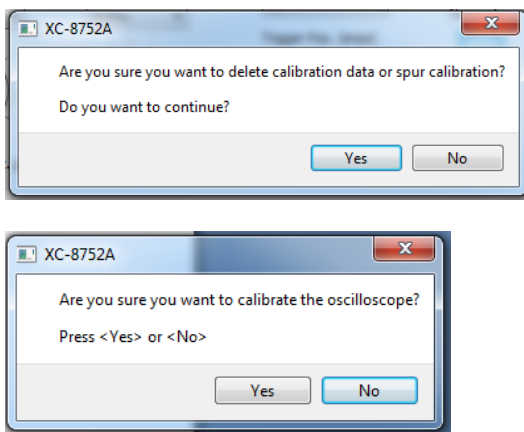 XC-8752A
Are you sure you want to delete calibration data or spur calibration?
Do you want to continue?
Yes No
XC-8752A
Are you sure you want to calibrate the oscilloscope?
Press <Yes> or <No>
Yes No